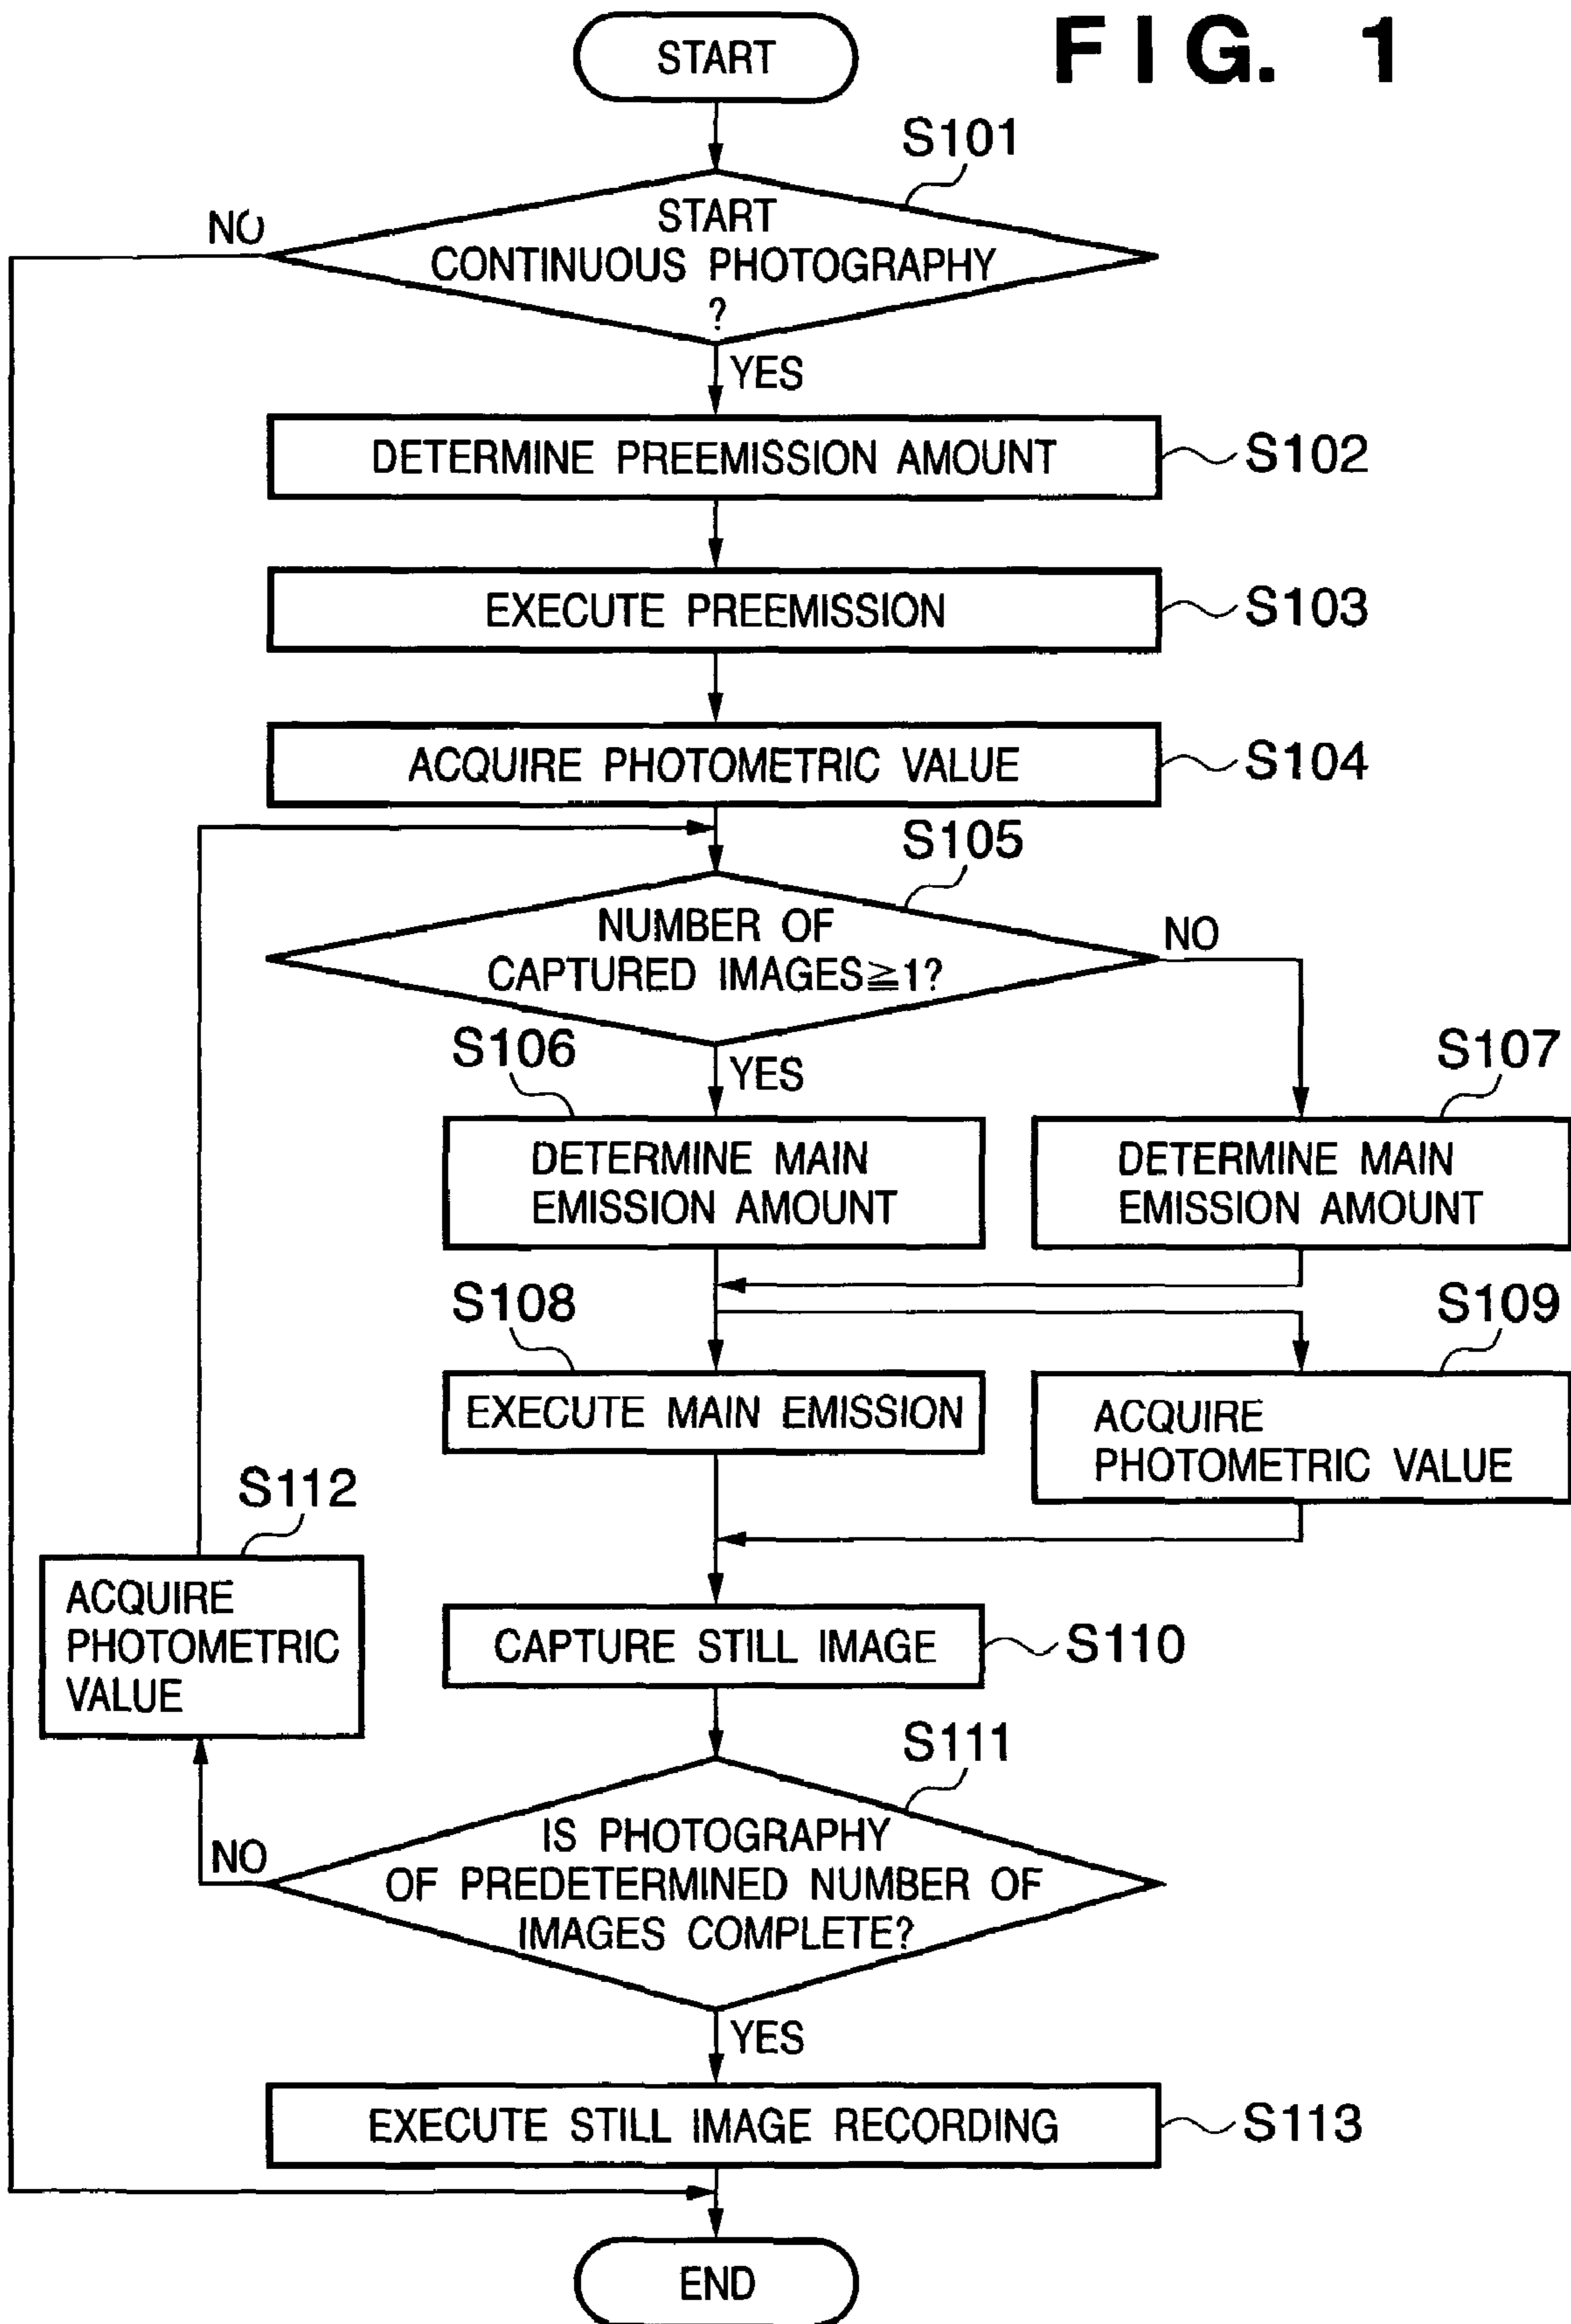 FIG. 1
START
S101
NO
START
CONTINUOUS PHOTOGRAPHY
?
YES
DETERMINE PREEMISSION AMOUNT
S102
EXECUTE PREEMISSION
S103
ACQUIRE PHOTOMETRIC VALUE
S104
S105
NUMBER OF
CAPTURED IMAGES≧1?
NO
YES
S106
DETERMINE MAIN
EMISSION AMOUNT
S107
DETERMINE MAIN
EMISSION AMOUNT
S108
EXECUTE MAIN EMISSION
S109
ACQUIRE
PHOTOMETRIC VALUE
S112
ACQUIRE
PHOTOMETRIC
VALUE
CAPTURE STILL IMAGE
S110
S111
IS PHOTOGRAPHY
OF PREDETERMINED NUMBER OF
IMAGES COMPLETE?
NO
YES
EXECUTE STILL IMAGE RECORDING
S113
END